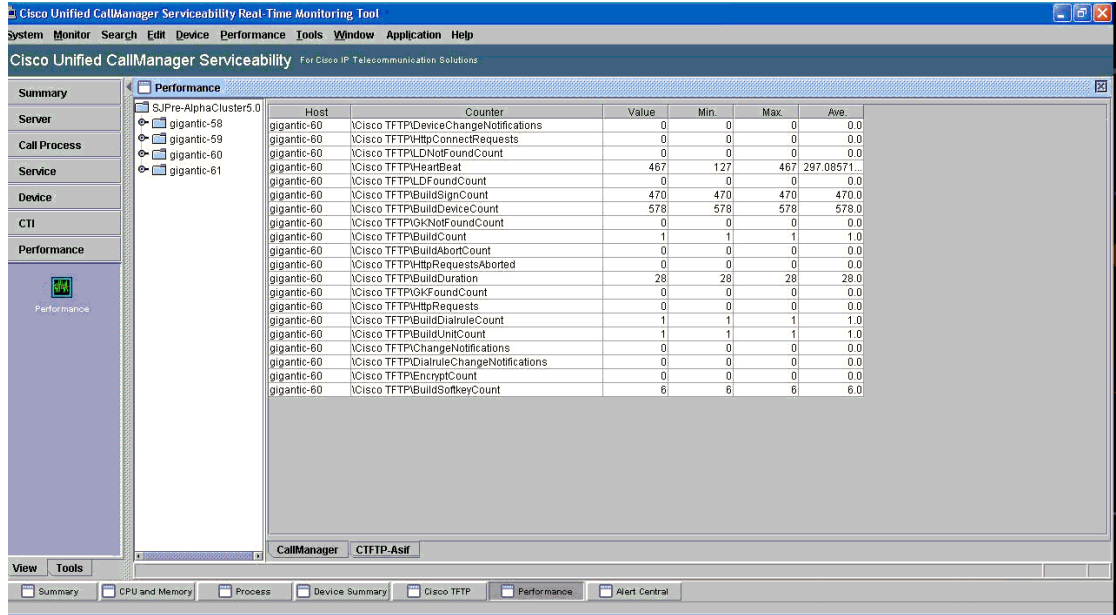 Cisco Unified CallManager Serviceability Real-Time Monitoring Tool
System Monitor Search Edit Device Performance Tools Window Application Help
Cisco Unified CallManager Serviceability For Cisco IP Telecommunication Solutions
Summary
Server
Call Process
Service
Device
CTI
Performance
Performance
Performance
SJPre-AlphaCluster5.0
gigantic-58
gigantic-59
gigantic-60
gigantic-61
Host Counter Value Min. Max. Ave.
gigantic-60 \Cisco TFTP\DeviceChangeNotifications 0 0 0 0.0
gigantic-60 \Cisco TFTP\HttpConnectRequests 0 0 0 0.0
gigantic-60 \Cisco TFTP\LDNotFoundCount 0 0 0 0.0
gigantic-60 \Cisco TFTP\HeartBeat 467 127 467 297.08571...
gigantic-60 \Cisco TFTP\LDFoundCount 0 0 0 0.0
gigantic-60 \Cisco TFTP\BuildSignCount 470 470 470 470.0
gigantic-60 \Cisco TFTP\BuildDeviceCount 578 578 578 578.0
gigantic-60 \Cisco TFTP\GKNotFoundCount 0 0 0 0.0
gigantic-60 \Cisco TFTP\BuildCount 1 1 1 1.0
gigantic-60 \Cisco TFTP\BuildAbortCount 0 0 0 0.0
gigantic-60 \Cisco TFTP\HttpRequestsAborted 0 0 0 0.0
gigantic-60 \Cisco TFTP\BuildDuration 28 28 28 28.0
gigantic-60 \Cisco TFTP\GKFoundCount 0 0 0 0.0
gigantic-60 \Cisco TFTP\HttpRequests 0 0 0 0.0
gigantic-60 \Cisco TFTP\BuildDialruleCount 1 1 1 1.0
gigantic-60 \Cisco TFTP\BuildUnitCount 1 1 1 1.0
gigantic-60 \Cisco TFTP\ChangeNotifications 0 0 0 0.0
gigantic-60 \Cisco TFTP\DialruleChangeNotifications 0 0 0 0.0
gigantic-60 \Cisco TFTP\EncryptCount 0 0 0 0.0
gigantic-60 \Cisco TFTP\BuildSoftkeyCount 6 6 6 6.0
CallManager CTFTP-Asif
View Tools
Summary CPU and Memory Process Device Summary Cisco TFTP Performance Alert Central